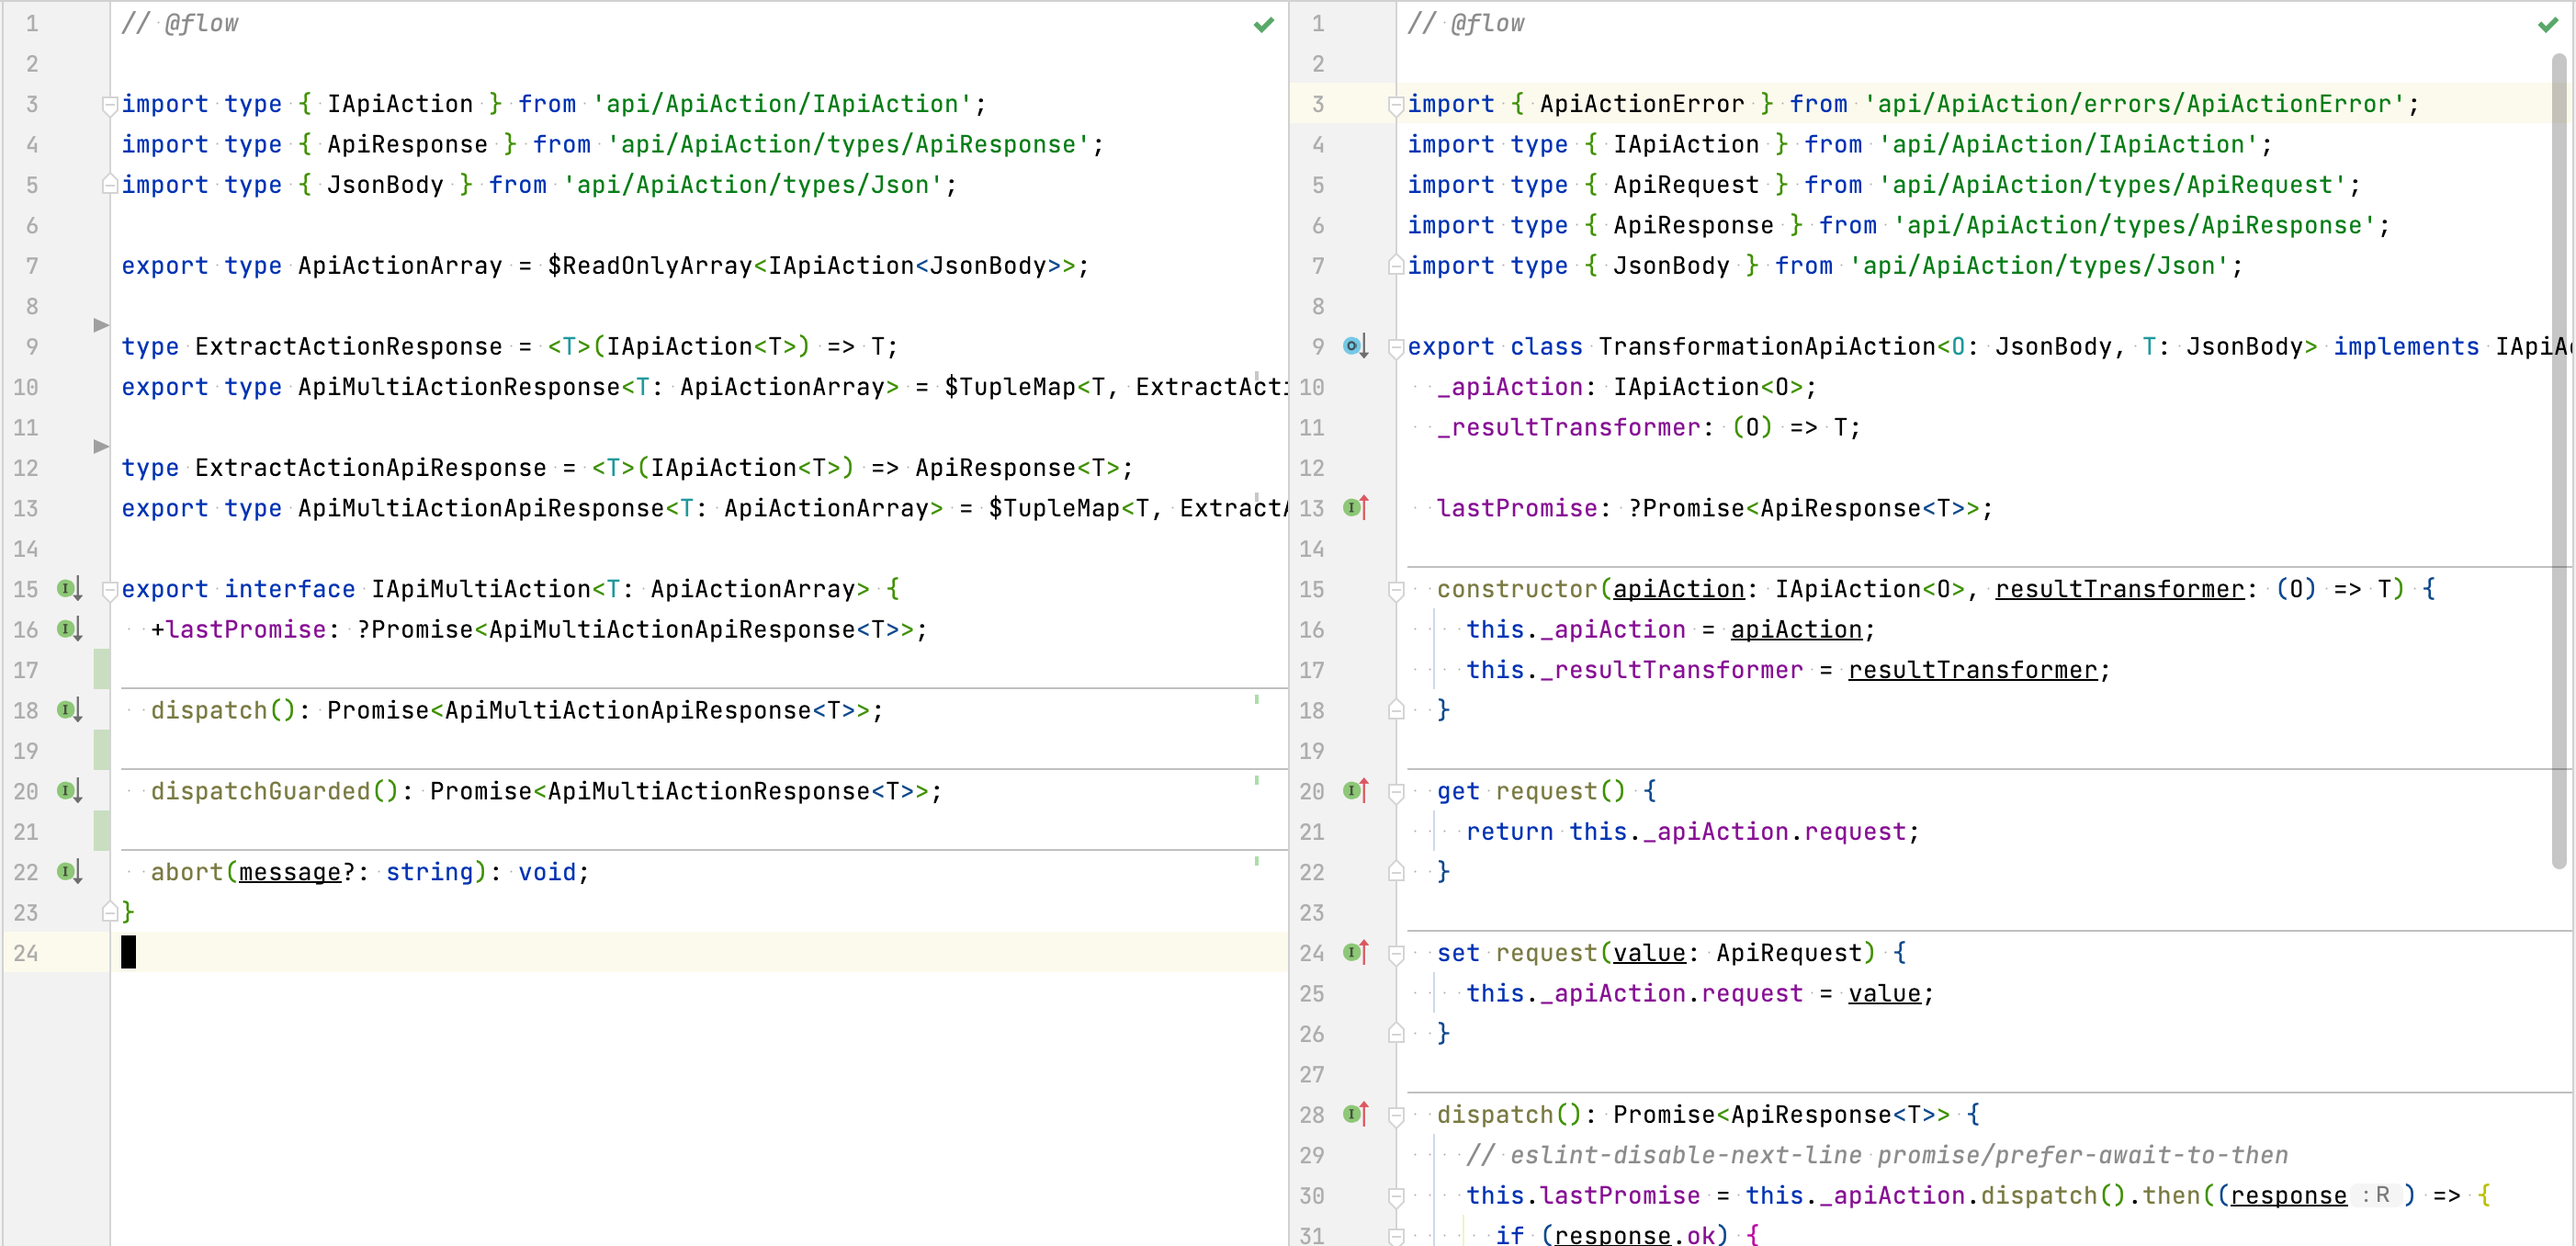 1 // @flow
2
3 import type { IApiAction } from 'api/ApiAction/IApiAction';
4 import type { ApiResponse } from 'api/ApiAction/types/ApiResponse';
5 import type { JsonBody } from 'api/ApiAction/types/Json';
6
7 export type ApiActionArray = $ReadOnlyArray<IApiAction<JsonBody>>;
8
9 type ExtractActionResponse = <T>(IApiAction<T>) => T;
10 export type ApiMultiActionResponse<T: ApiActionArray> = $TupleMap<T, ExtractActi
11
12 type ExtractActionApiResponse = <T>(IApiAction<T>) => ApiResponse<T>;
13 export type ApiMultiActionApiResponse<T: ApiActionArray> = $TupleMap<T, ExtractA
14
15 export interface IApiMultiAction<T: ApiActionArray> {
16 +lastPromise: ?Promise<ApiMultiActionApiResponse<T>>;
17
18 dispatch(): Promise<ApiMultiActionApiResponse<T>>;
19
20 dispatchGuarded(): Promise<ApiMultiActionResponse<T>>;
21
22 abort(message?: string): void;
23 }
24
1 // @flow
2
3 import { ApiActionError } from 'api/ApiAction/errors/ApiActionError';
4 import type { IApiAction } from 'api/ApiAction/IApiAction';
5 import type { ApiRequest } from 'api/ApiAction/types/ApiRequest';
6 import type { ApiResponse } from 'api/ApiAction/types/ApiResponse';
7 import type { JsonBody } from 'api/ApiAction/types/Json';
8
9 export class TransformationApiAction<O: JsonBody, T: JsonBody> implements IApiA
10 _apiAction: IApiAction<O>;
11 _resultTransformer: (O) => T;
12
13 lastPromise: ?Promise<ApiResponse<T>>;
14
15 constructor(apiAction: IApiAction<O>, resultTransformer: (O) => T) {
16 this._apiAction = apiAction;
17 this._resultTransformer = resultTransformer;
18 }
19
20 get request() {
21 return this._apiAction.request;
22 }
23
24 set request(value: ApiRequest) {
25 this._apiAction.request = value;
26 }
27
28 dispatch(): Promise<ApiResponse<T>> {
29 // eslint-disable-next-line promise/prefer-await-to-then
30 this.lastPromise = this._apiAction.dispatch().then((response : R ) => {
31 if (response.ok) {